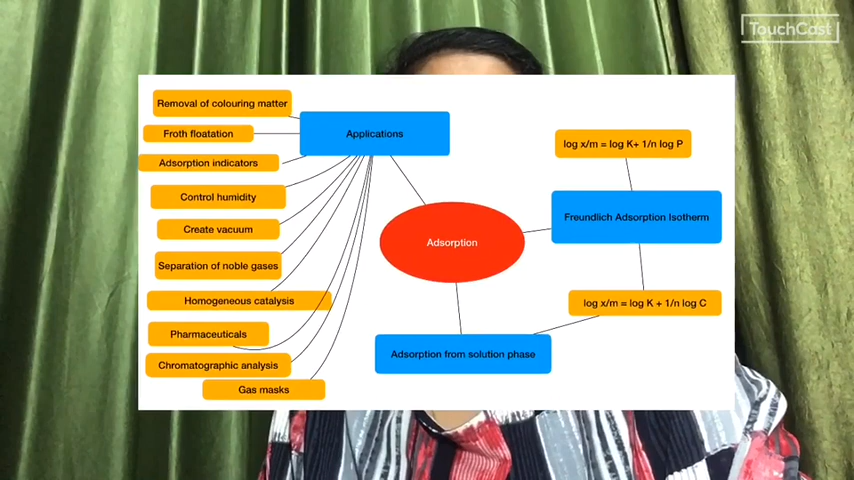 TouchCast
Removal of colouring matter
Froth floatation
Adsorption indicators
Control humidity
Create vacuum
Separation of noble gases
Homogeneous catalysis
Pharmaceuticals
Chromatographic analysis
Gas masks
Applications
Adsorption
log x/m = log K+ 1/n log P
Freundlich Adsorption Isotherm
log x/m = log K + 1/n log C
Adsorption from solution phase